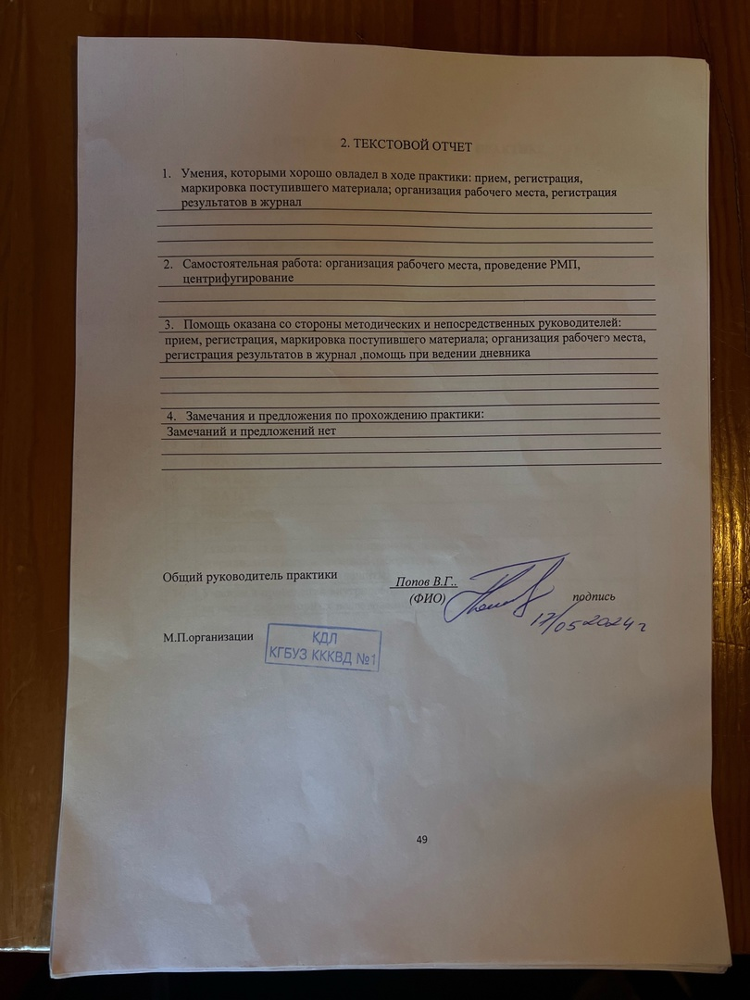 2. ТЕКСТОВОЙ ОТЧЕТ
1. Умения, которыми хорошо овладел в ходе практики: прием, регистрация,
маркировка поступившего материала; организация рабочего места, регистрация
результатов в журнал
2. Самостоятельная работа: организация рабочего места, проведение РМП,
центрифугирование
3. Помощь оказана со стороны методических и непосредственных руководителей:
прием, регистрация, маркировка поступившего материала; организация рабочего места,
регистрация результатов в журнал ,помощь при ведении дневника
4. Замечания и предложения по прохождению практики:
Замечаний и предложений нет
Общий руководитель практики Попов В.Г..
(ФИО) подпись
17/05 2024 г
М.П.организации
КДЛ
КГБУЗ КККВД №1
49